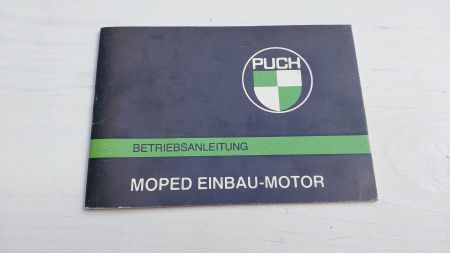 PUCH
BETRIEBSANLEITUNG
MOPED EINBAU-MOTOR